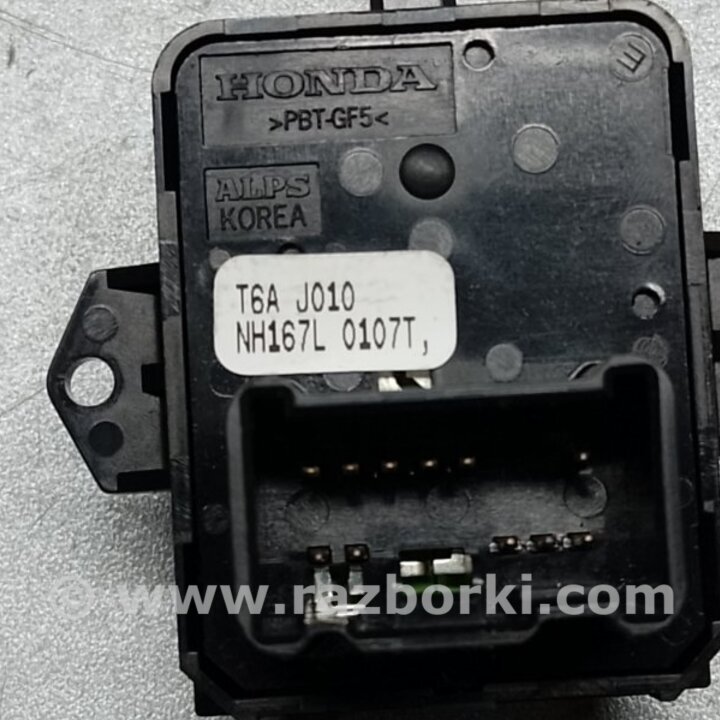 HONDA
>PBT-GF5<
E
ALPS
KOREA
T6A J010
NH167L 0107T,
© www.razborki.com